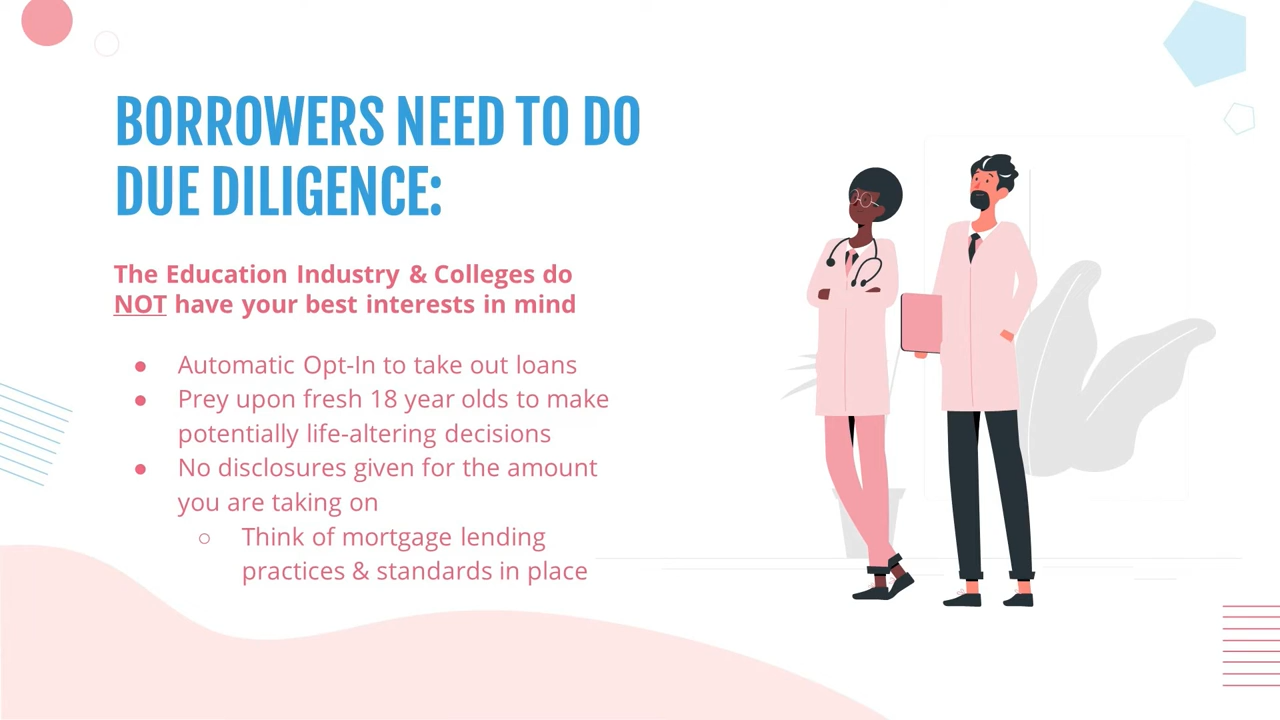 BORROWERS NEED TO DO
DUE DILIGENCE:
The Education Industry & Colleges do
NOT have your best interests in mind
● Automatic Opt-In to take out loans
● Prey upon fresh 18 year olds to make
potentially life-altering decisions
● No disclosures given for the amount
you are taking on
○ Think of mortgage lending
practices & standards in place